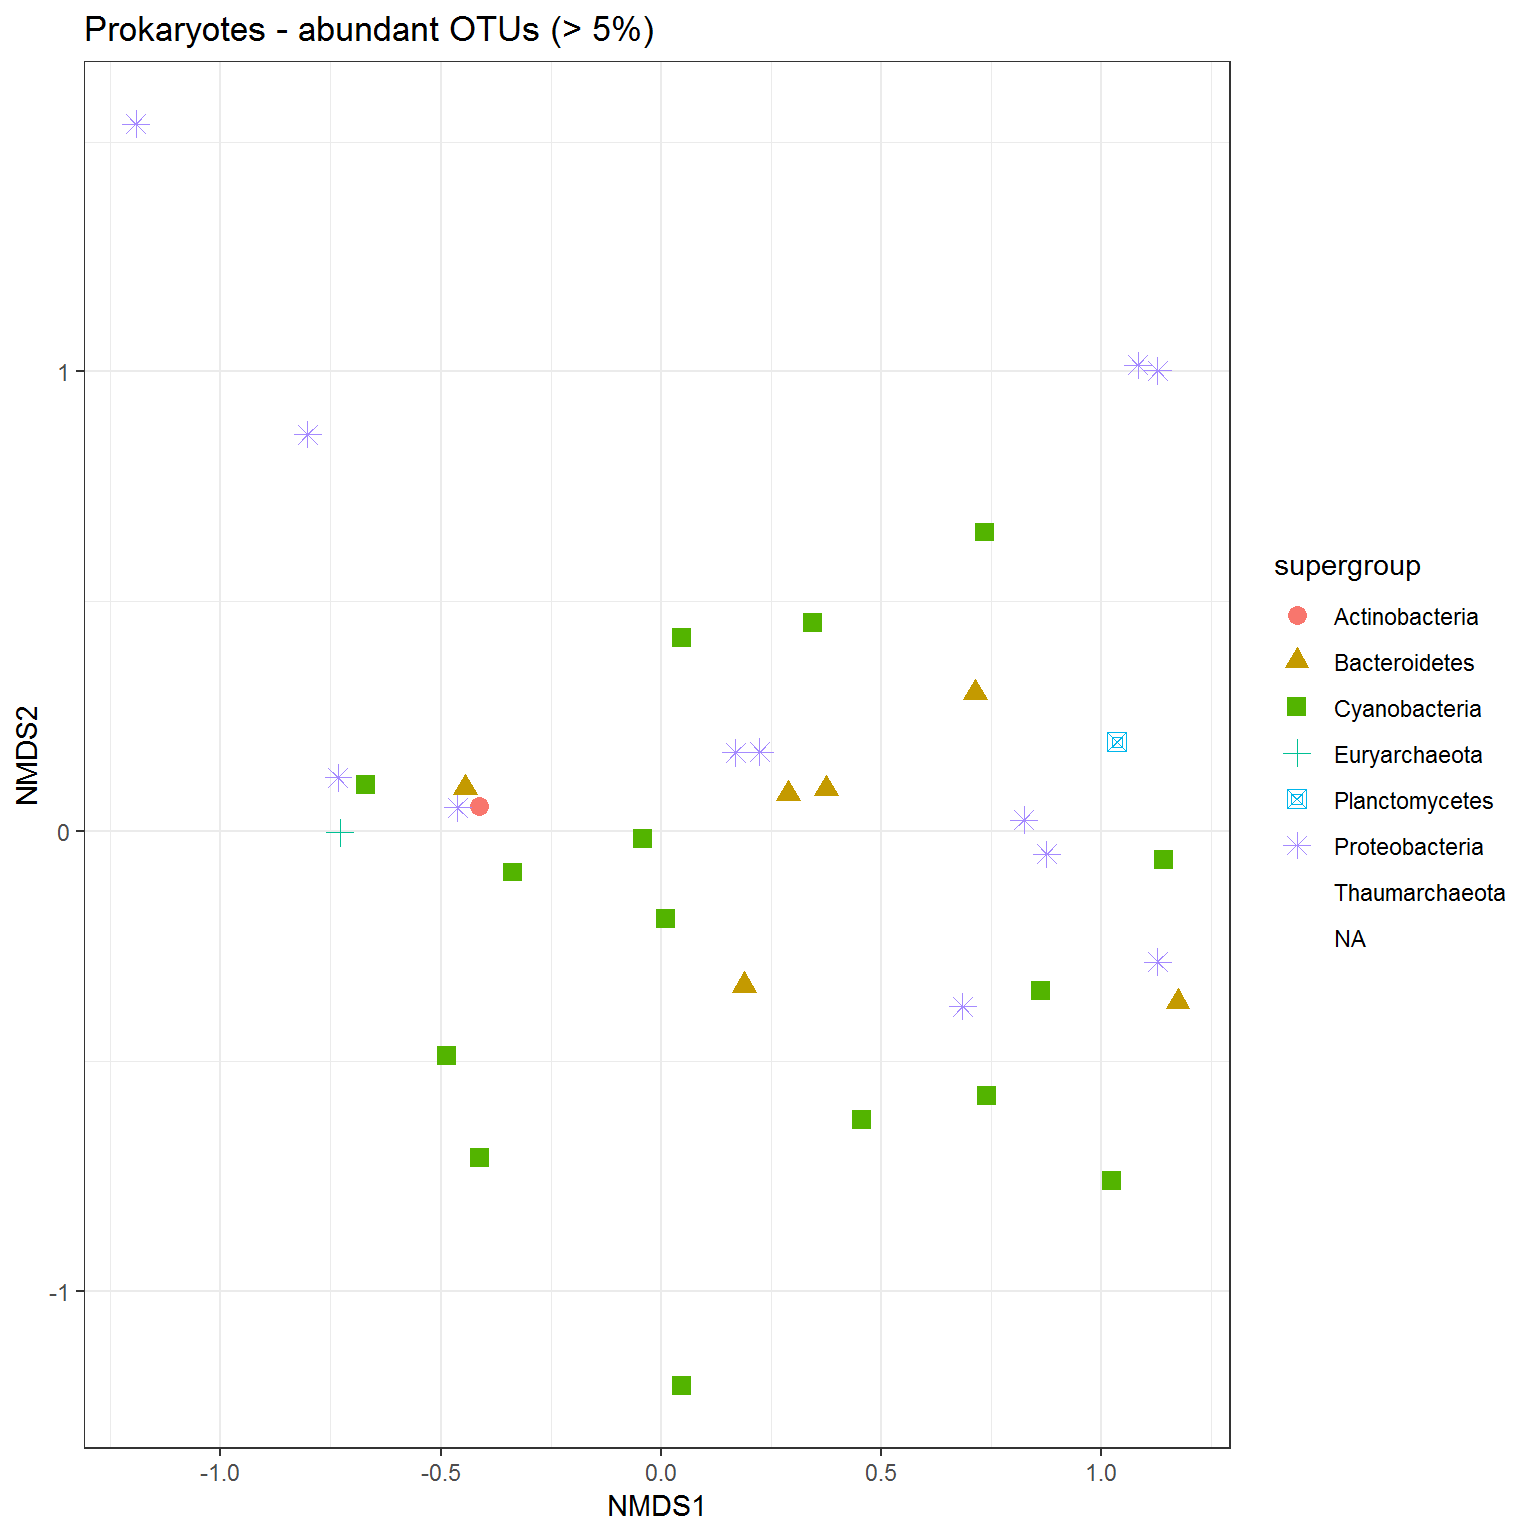 Prokaryotes - abundant OTUs (> 5%)
1
0
-1
NMDS2
-1.0
-0.5
0.0
0.5
1.0
NMDS1
supergroup
Actinobacteria
Bacteroidetes
Cyanobacteria
Euryarchaeota
Planctomycetes
Proteobacteria
Thaumarchaeota
NA